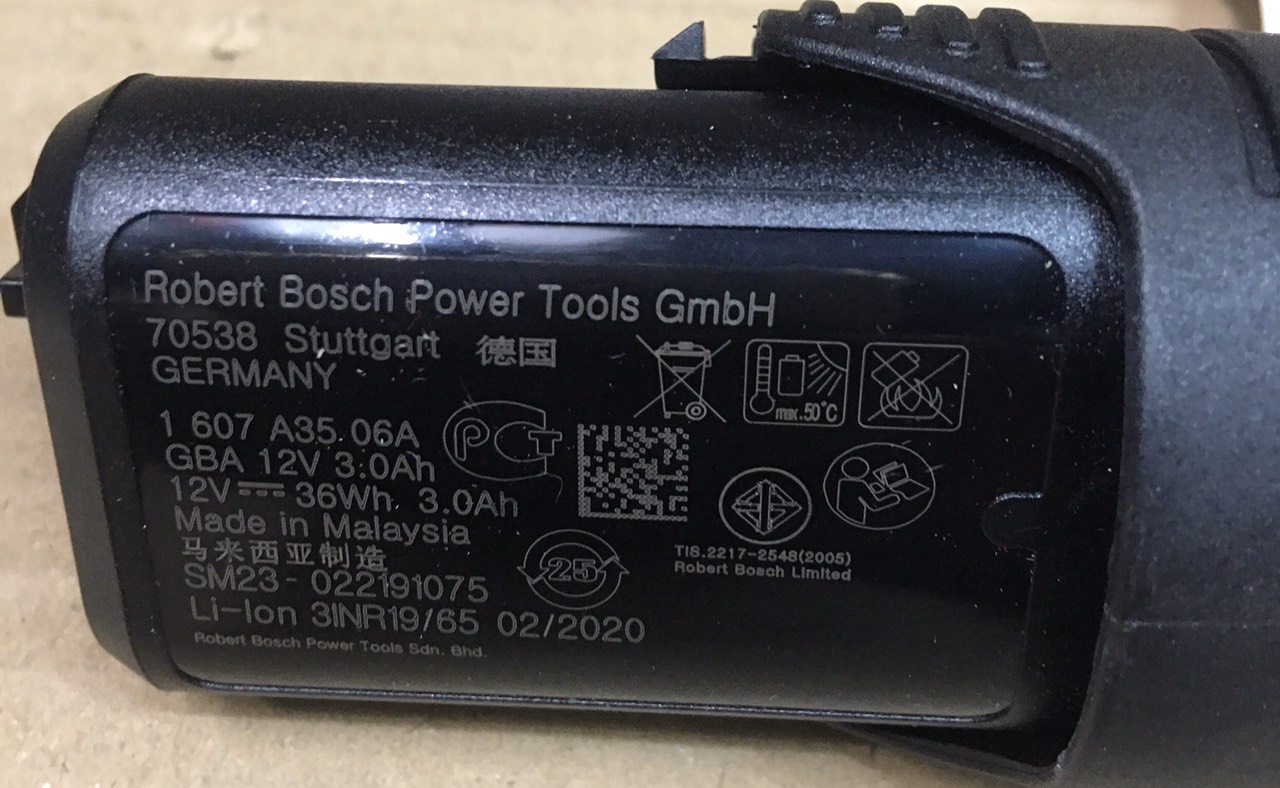 Robert Bosch Power Tools GmbH
70538 Stuttgart 德国
GERMANY
max.50°C
1 607 A35 06A
PCT
GBA 12V 3.0Ah
12V 36Wh 3.0Ah
Made in Malaysia
马来西亚制造
25
TIS.2217-2548(2005)
Robert Bosch Limited
SM23 - 022191075
Li-Ion 3INR19/65 02/2020
Robert Bosch Power Tools Sdn. Bhd.